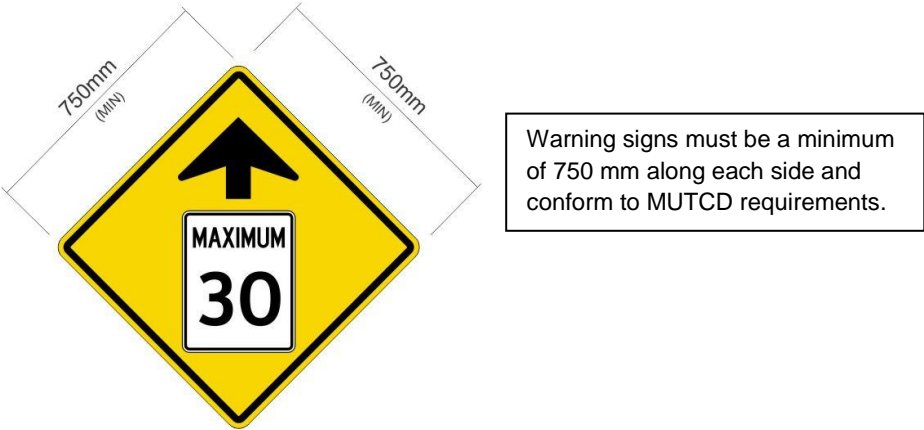 750mm
(MIN)
750mm
(MIN)
MAXIMUM
30
Warning signs must be a minimum
of 750 mm along each side and
conform to MUTCD requirements.